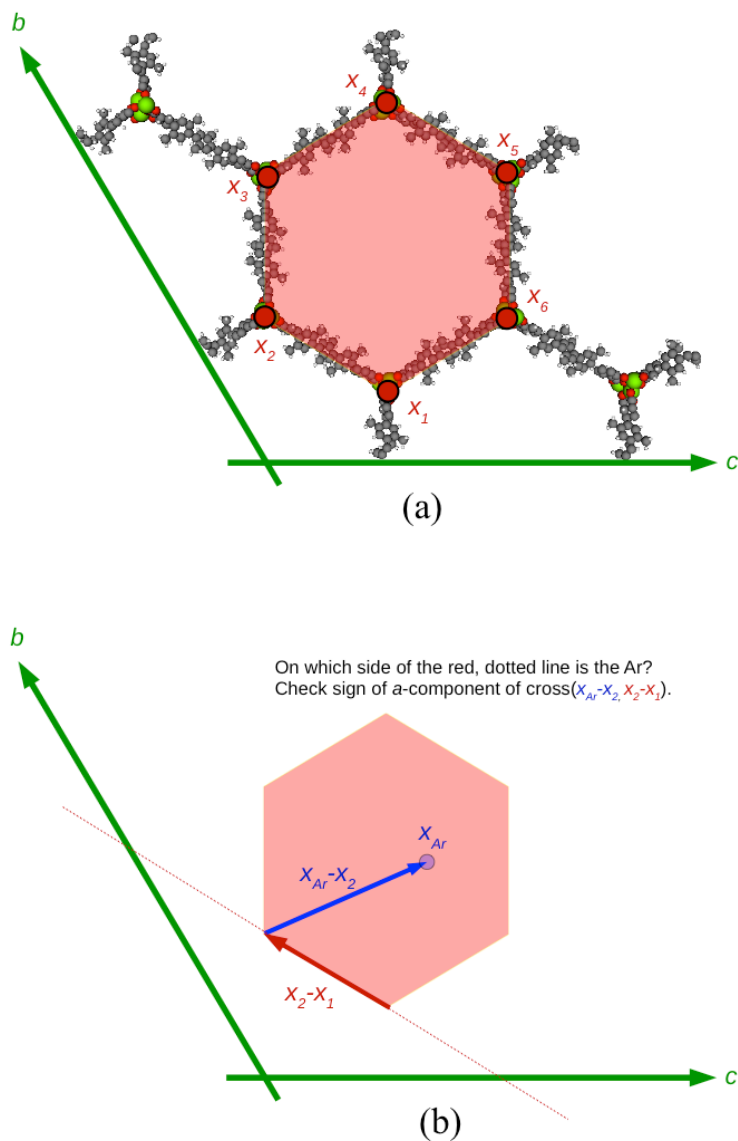 b
x4
x5
x3
x6
x2
x1
c
(a)
b
On which side of the red, dotted line is the Ar?
Check sign of a-component of cross(xAr-x2, x2-x1).
xAr
xAr-x2
x2-x1
c
(b)